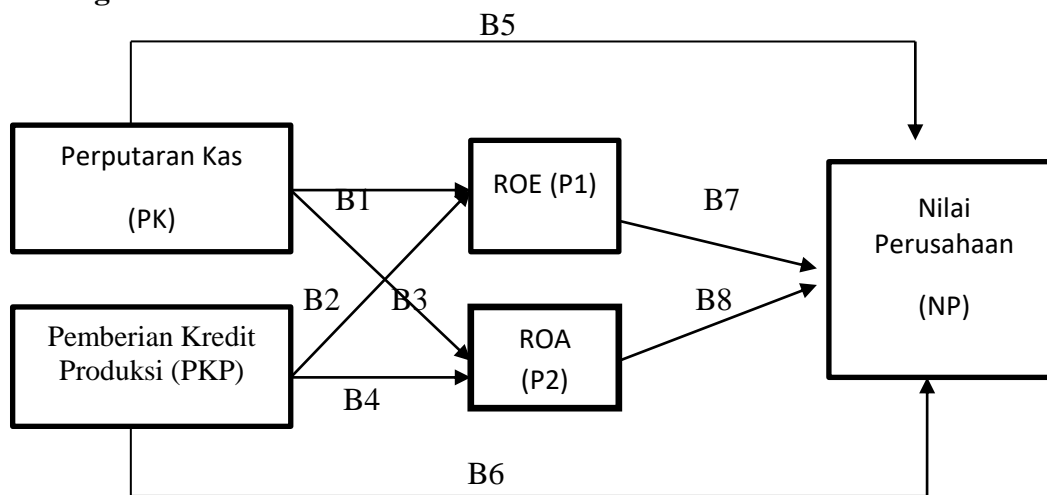 B5
Perputaran Kas
(PK)
B1
ROE (P1)
B7
Nilai
Perusahaan
(NP)
B2
B3
B8
Pemberian Kredit
Produksi (PKP)
ROA
(P2)
B4
B6